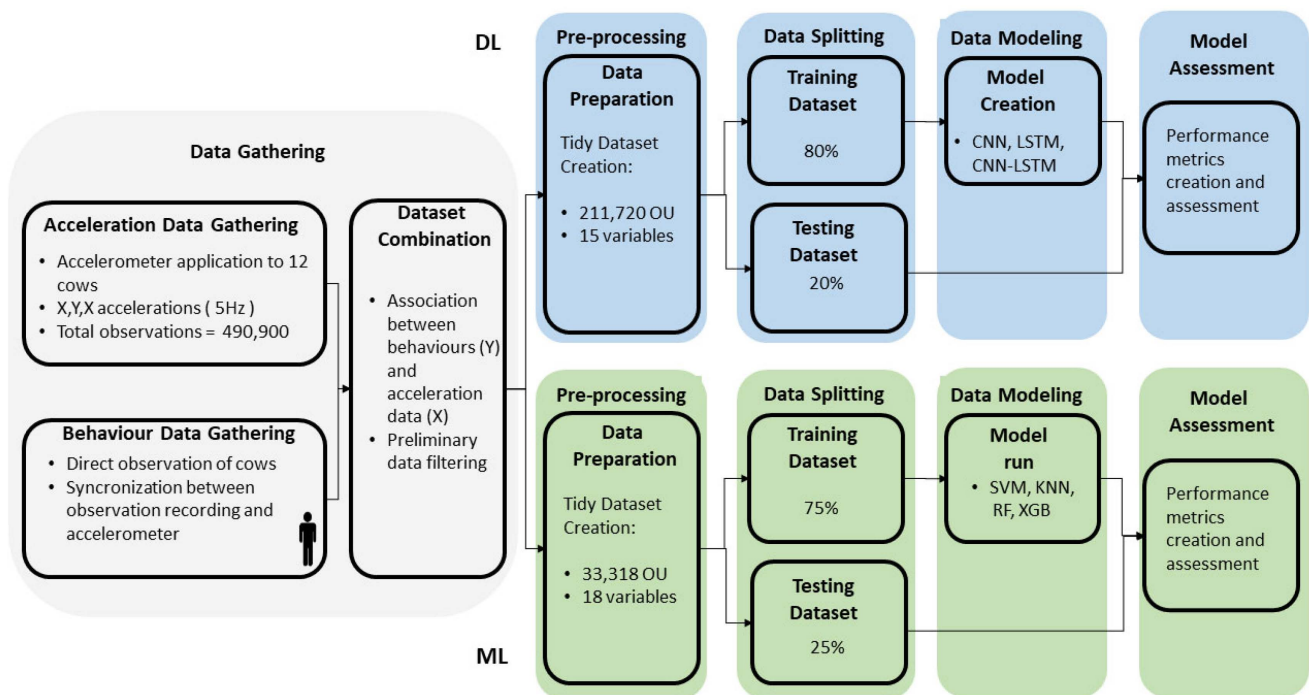 Data Gathering
Acceleration Data Gathering
• Accelerometer application to 12
cows
• X,Y,X accelerations ( 5Hz )
• Total observations = 490,900
Behaviour Data Gathering
• Direct observation of cows
• Syncronization between
observation recording and
accelerometer
Dataset
Combination
• Association
between
behaviours (Y)
and
acceleration
data (X)
• Preliminary
data filtering
DL
Pre-processing
Data
Preparation
Tidy Dataset
Creation:
• 211,720 OU
• 15 variables
Data Splitting
Training
Dataset
80%
Testing
Dataset
20%
Data Modeling
Model
Creation
• CNN, LSTM,
CNN-LSTM
Model
Assessment
Performance
metrics
creation and
assessment
ML
Pre-processing
Data
Preparation
Tidy Dataset
Creation:
• 33,318 OU
• 18 variables
Data Splitting
Training
Dataset
75%
Testing
Dataset
25%
Data Modeling
Model
run
• SVM, KNN,
RF, XGB
Model
Assessment
Performance
metrics
creation and
assessment